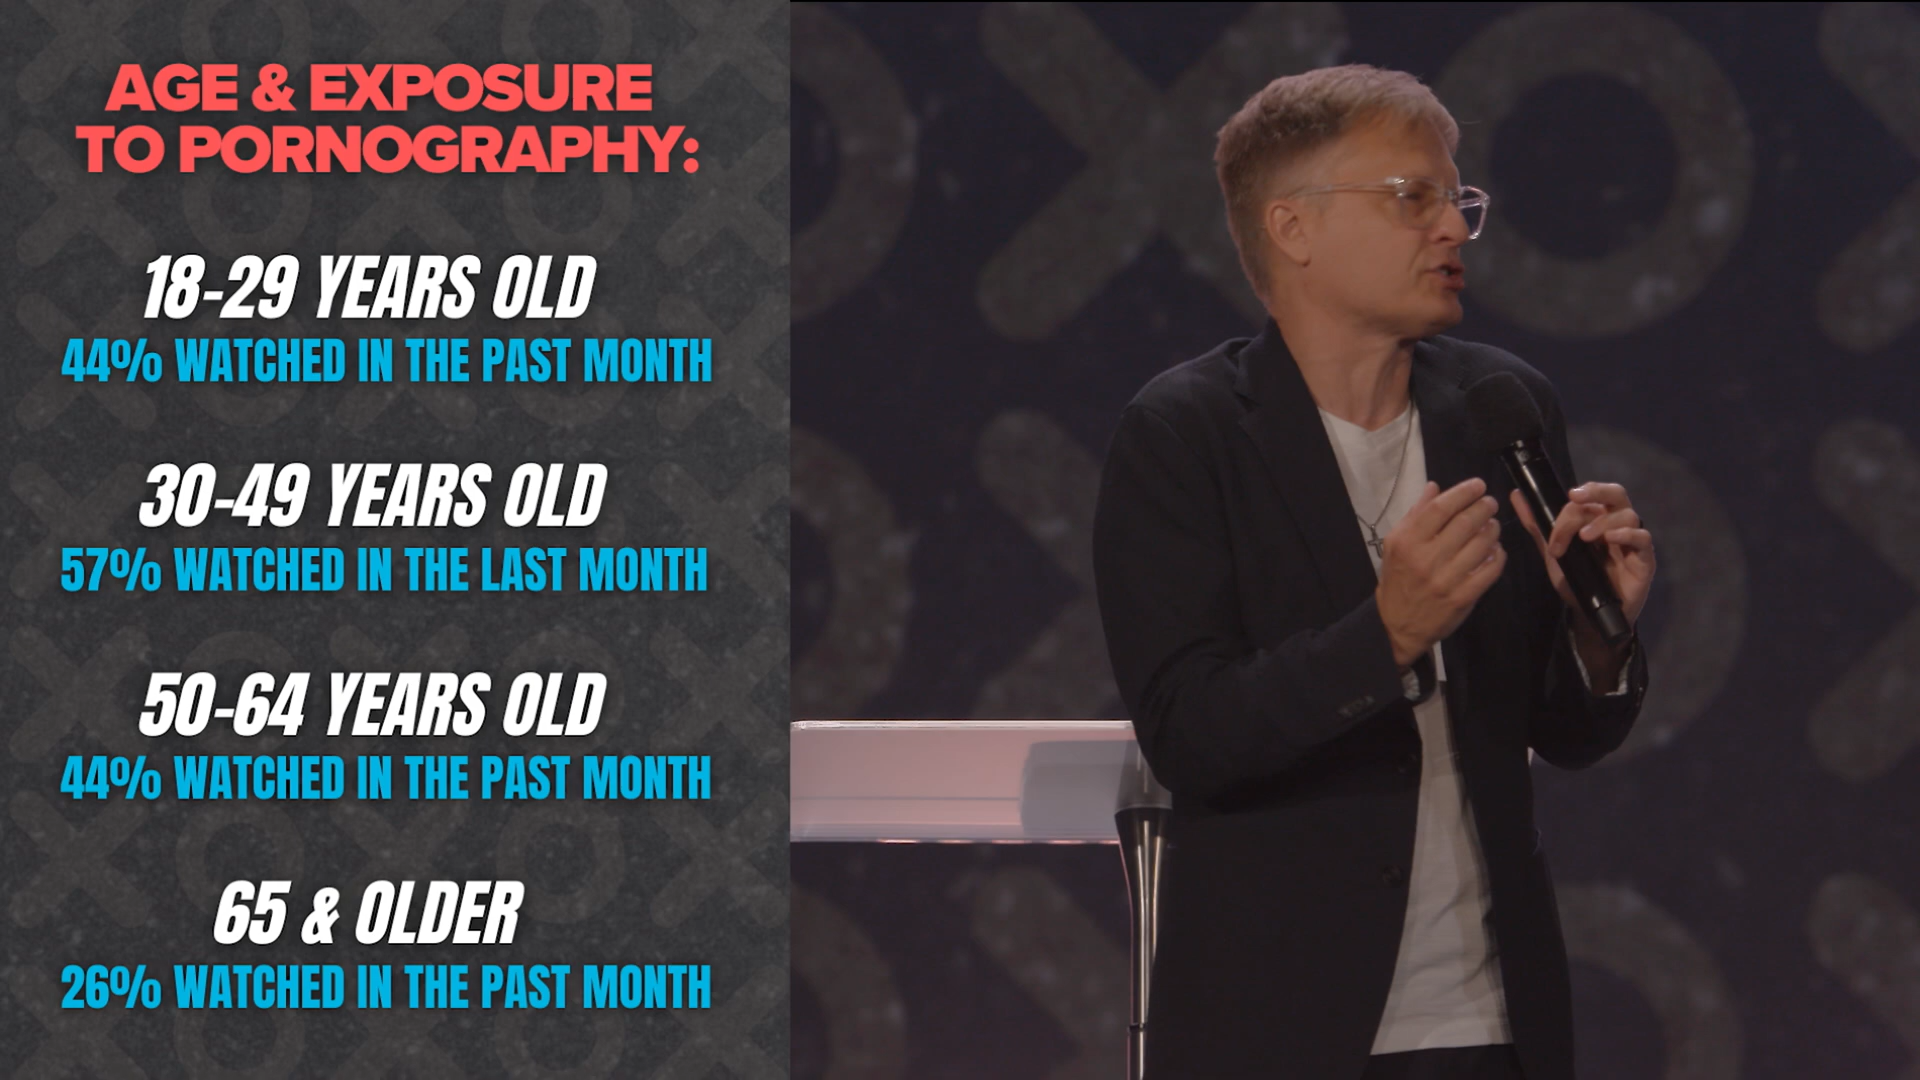 AGE & EXPOSURE
TO PORNOGRAPHY:
18-29 YEARS OLD
44% WATCHED IN THE PAST MONTH
30-49 YEARS OLD
57% WATCHED IN THE LAST MONTH
50-64 YEARS OLD
44% WATCHED IN THE PAST MONTH
65 & OLDER
26% WATCHED IN THE PAST MONTH